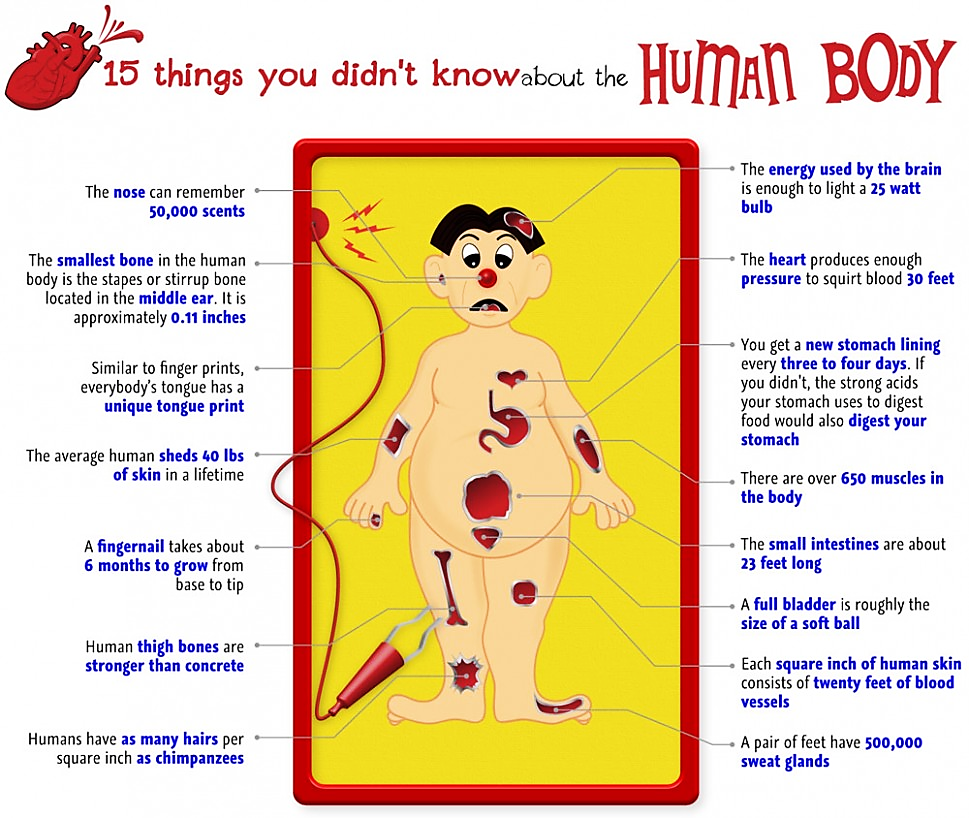 15 things you didn't know about the HUMAN BODY
The nose can remember
50,000 scents
The smallest bone in the human
body is the stapes or stirrup bone
located in the middle ear. It is
approximately 0.11 inches
Similar to finger prints,
everybody's tongue has a
unique tongue print
The average human sheds 40 lbs
of skin in a lifetime
A fingernail takes about
6 months to grow from
base to tip
Human thigh bones are
stronger than concrete
Humans have as many hairs per
square inch as chimpanzees
The energy used by the brain
is enough to light a 25 watt
bulb
The heart produces enough
pressure to squirt blood 30 feet
You get a new stomach lining
every three to four days. If
you didn't, the strong acids
your stomach uses to digest
food would also digest your
stomach
There are over 650 muscles in
the body
The small intestines are about
23 feet long
A full bladder is roughly the
size of a soft ball
Each square inch of human skin
consists of twenty feet of blood
vessels
A pair of feet have 500,000
sweat glands